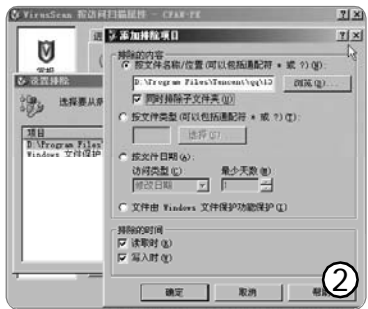 VirusScan 按访问扫描属性 - CPAN-PK
添加排除项目
排除的内容
按文件名称/位置(可以包括通配符 * 或 ?)(N):
D:\Program Files\Tencent\qq\13
浏览(B)...
同时排除子文件夹(U)
设置排除
选择要从病
按文件类型(可以包括通配符 * 或 ?)(T):
选择(S)?
项目
D:\Program Files
Windows 文件保护
按文件日期(A):
访问类型(C):
最少天数(M)
修改日期
1
文件由 Windows 文件保护功能保护(I)
排除的时间
读取时(R)
写入时(W)
确定
取消
帮助
②